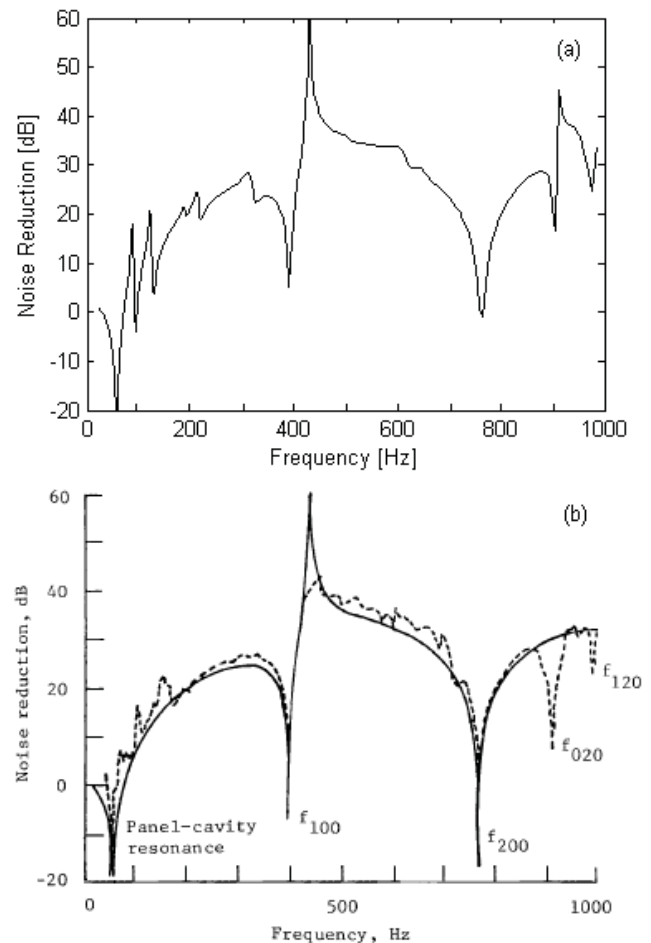 60
(a)
50
40
30
20
10
0
-10
-20
Noise Reduction [dB]
0 200 400 600 800 1000
Frequency [Hz]
60
(b)
40
20
0
-20
Noise reduction, dB
f120
f020
f100
f200
Panel-cavity
resonance
0 500 1000
Frequency, Hz